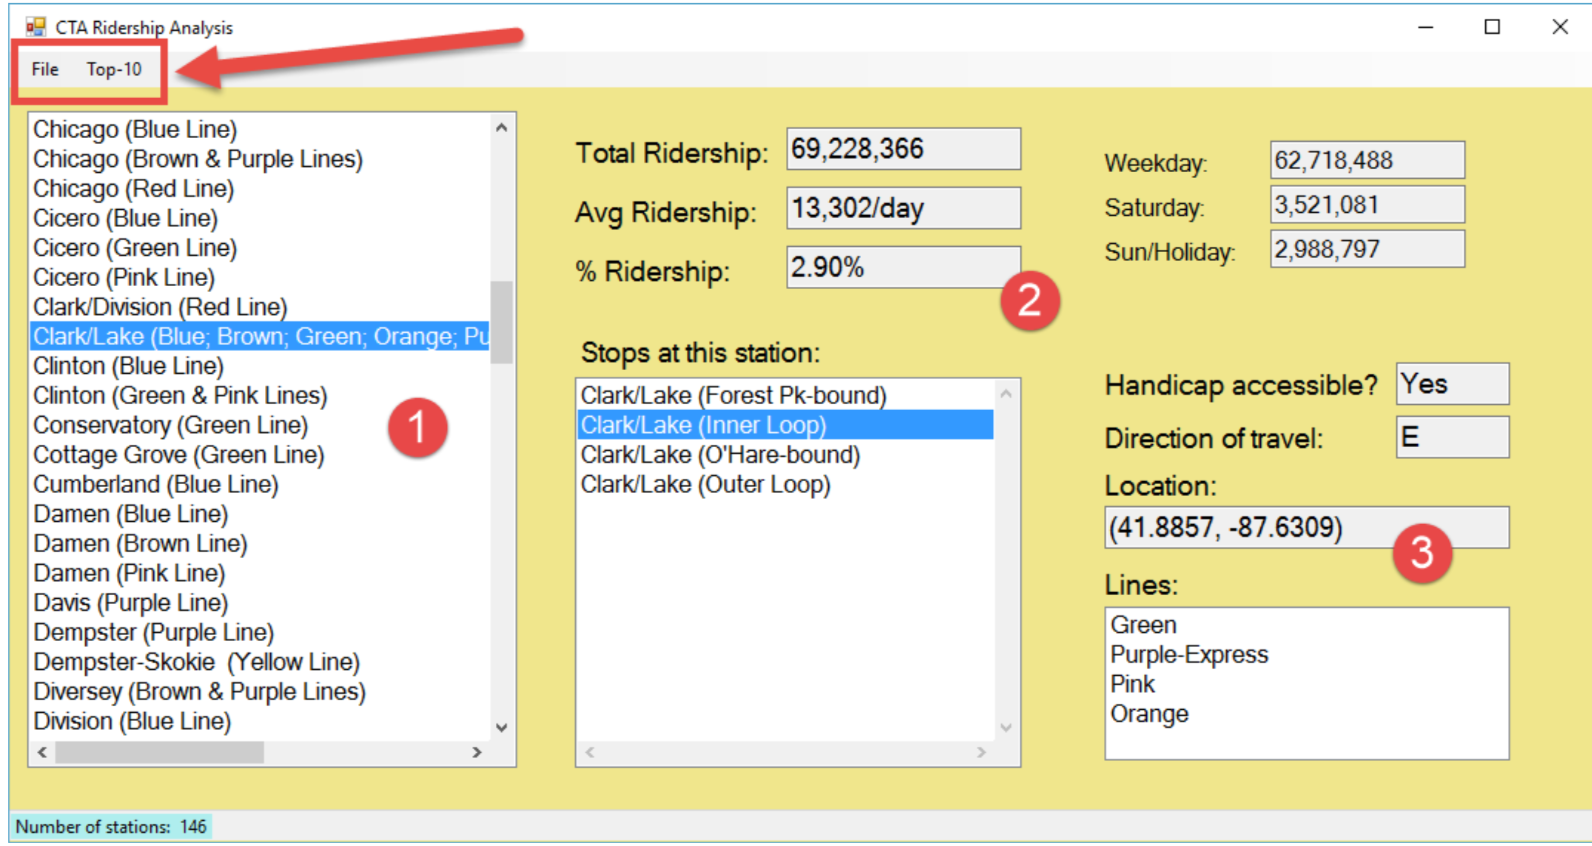 CTA Ridership Analysis
File Top-10
Chicago (Blue Line)
Chicago (Brown & Purple Lines)
Chicago (Red Line)
Cicero (Blue Line)
Cicero (Green Line)
Cicero (Pink Line)
Clark/Division (Red Line)
Clark/Lake (Blue; Brown; Green; Orange; Pu
Clinton (Blue Line)
Clinton (Green & Pink Lines)
Conservatory (Green Line)
Cottage Grove (Green Line)
Cumberland (Blue Line)
Damen (Blue Line)
Damen (Brown Line)
Damen (Pink Line)
Davis (Purple Line)
Dempster (Purple Line)
Dempster-Skokie  (Yellow Line)
Diversey (Brown & Purple Lines)
Division (Blue Line)
1
Total Ridership: 69,228,366
Avg Ridership: 13,302/day
% Ridership: 2.90%
2
Weekday: 62,718,488
Saturday: 3,521,081
Sun/Holiday: 2,988,797
Stops at this station:
Clark/Lake (Forest Pk-bound)
Clark/Lake (Inner Loop)
Clark/Lake (O'Hare-bound)
Clark/Lake (Outer Loop)
Handicap accessible? Yes
Direction of travel: E
Location:
(41.8857, -87.6309)
3
Lines:
Green
Purple-Express
Pink
Orange
Number of stations: 146